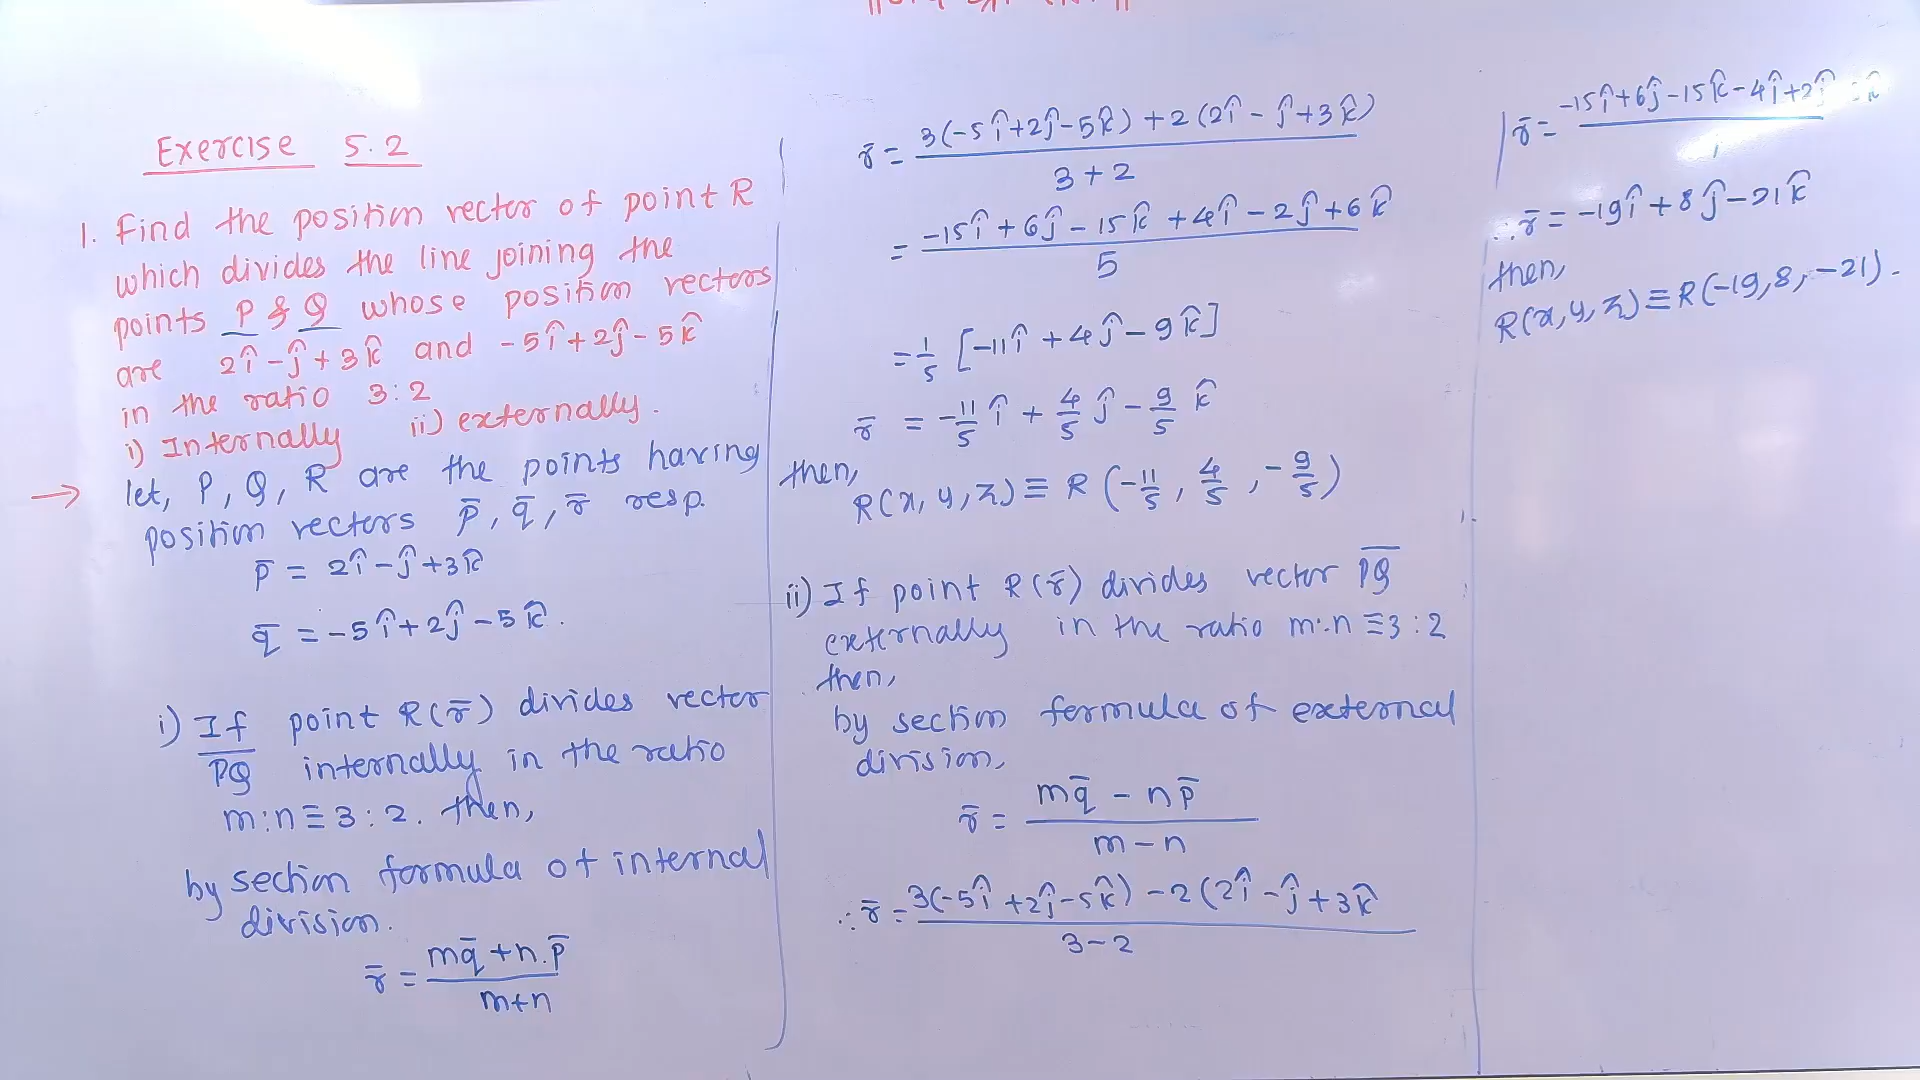 Exercise 5.2
1. Find the position vector of point R
which divides the line joining the
points P & Q whose position vectors
are 2î - ĵ + 3k̂ and -5î + 2ĵ - 5k̂
in the ratio 3:2
i) Internally ii) externally.
→ let, P, Q, R are the points having
position vectors p̄, q̄, r̄ resp.
p̄ = 2î - ĵ + 3k̂
q̄ = -5î + 2ĵ - 5k̂.
i) If point R(r̄) divides vector
P̅Q̅ internally in the ratio
m:n ≡ 3:2. then,
by section formula of internal
division.
r̄ = (mq̄ + n.p̄) / (m+n)
r̄ = (3(-5î+2ĵ-5k̂) + 2(2î - ĵ+3k̂)) / (3+2)
= (-15î + 6ĵ - 15k̂ + 4î - 2ĵ + 6k̂) / 5
= 1/5 [-11î + 4ĵ - 9k̂]
r̄ = -11/5 î + 4/5 ĵ - 9/5 k̂
then,
R(x, y, z) ≡ R (-11/5, 4/5, -9/5)
ii) If point R(r̄) divides vector P̅Q̅
externally in the ratio m:n ≡ 3:2
then,
by section formula of external
division,
r̄ = (mq̄ - np̄) / (m-n)
∴ r̄ = (3(-5î +2ĵ-5k̂) - 2(2î - ĵ+3k̂ / (3-2)
r̄ = (-15î+6ĵ-15k̂-4î+2ĵ k̂) / 1
∴ r̄ = -19î + 8ĵ - 21k̂
then,
R(x, y, z) ≡ R(-19, 8, -21).